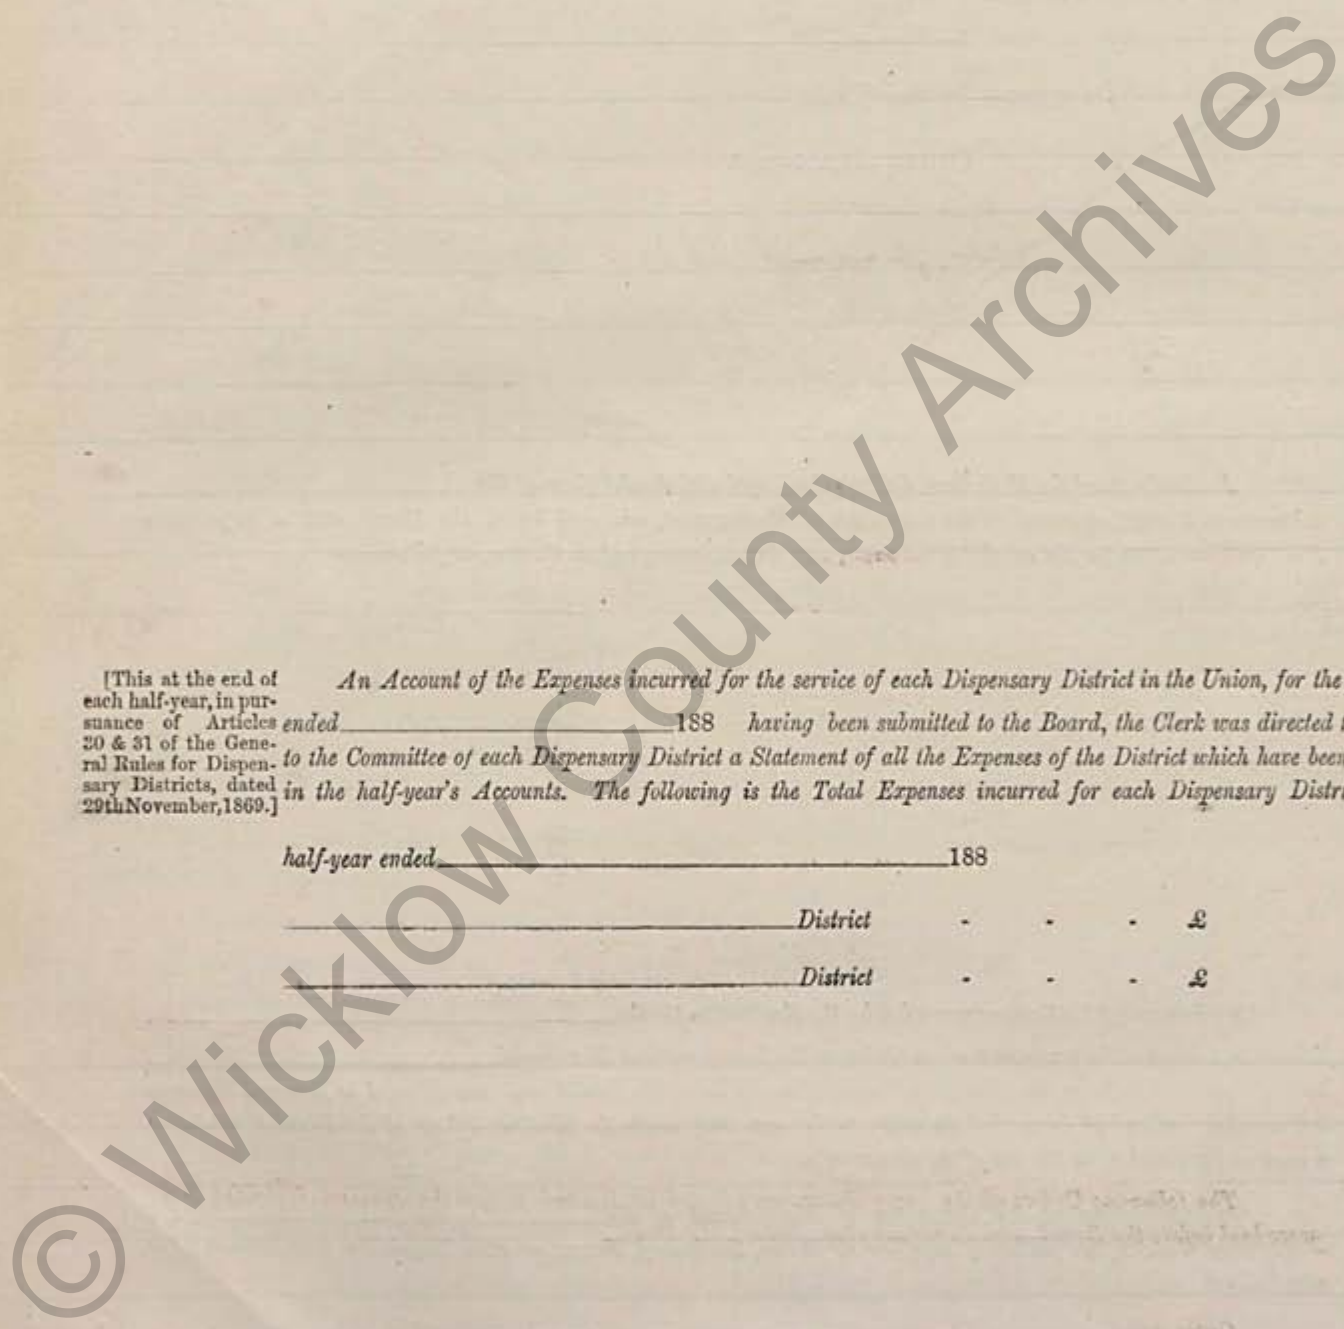 [This at the end of
each half-year, in pur-
suance of Articles
30 & 31 of the Gene-
ral Rules for Dispen-
sary Districts, dated
29th November, 1869.]
An Account of the Expenses incurred for the service of each Dispensary District in the Union, for the
ended 188 having been submitted to the Board, the Clerk was directed
to the Committee of each Dispensary District a Statement of all the Expenses of the District which have been
in the half-year's Accounts. The following is the Total Expenses incurred for each Dispensary Distri
half-year ended 188
District - - - £
District - - - £
© Wicklow County Archives